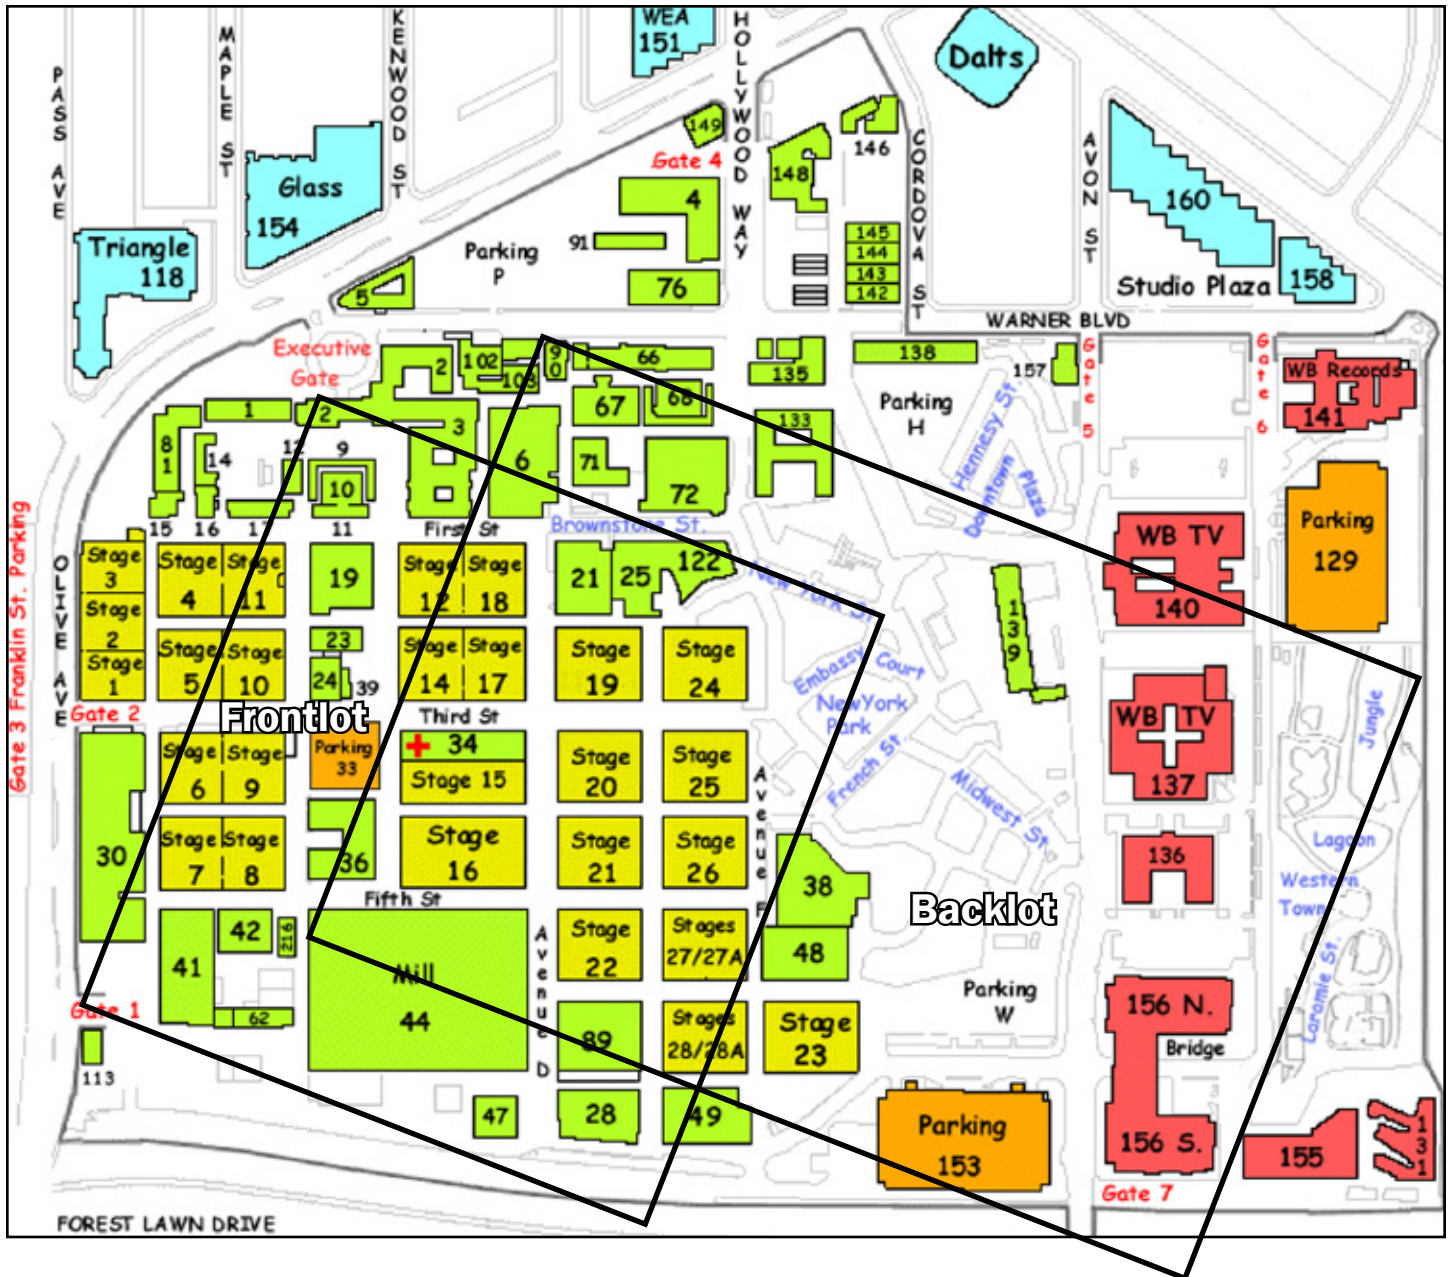 WEA
151
HOLLYWOOD WAY
Dalts
PASS AVE
MAPLE ST
KENWOOD ST
149
Gate 4
148
146
CORDOVA ST
AVON ST
160
Glass
154
4
91
Parking
P
145
144
143
142
Triangle
118
5
76
Studio Plaza
158
WARNER BLVD
Executive
Gate
2
102
103
90
66
135
138
157
Gate 5
Gate 6
WB Records
141
1
2
3
67
68
133
Parking
H
Hennesy St.
Downtown
Plaza
81
14
12
9
10
6
71
72
15
16
17
11
First St
Brownstone St.
WB TV
140
Parking
129
Gate 3 Franklin St. Parking
OLIVE AVE
Stage
3
Stage
4
Stage
11
19
Stage
12
Stage
18
21
25
122
New York St.
139
Stage
2
Stage
1
Stage
5
Stage
10
23
24
39
Stage
14
Stage
17
Stage
19
Stage
24
Embassy Court
NewYork
Park
French St.
Midwest St.
WB TV
137
Jungle
Gate 2
Frontlot
Third St
30
Stage
6
Stage
9
Parking
33
34
Stage 15
Stage
20
Stage
25
Avenue F
Stage
7
Stage
8
36
Stage
16
Stage
21
Stage
26
38
136
Lagoon
Western
Town
Laramie St.
Fifth St
Backlot
41
42
216
62
Mill
44
Avenue D
Stage
22
Stages
27/27A
48
Parking
W
156 N.
Bridge
Gate 1
113
89
Stages
28/28A
Stage
23
47
28
49
Parking
153
156 S.
155
131
Gate 7
FOREST LAWN DRIVE